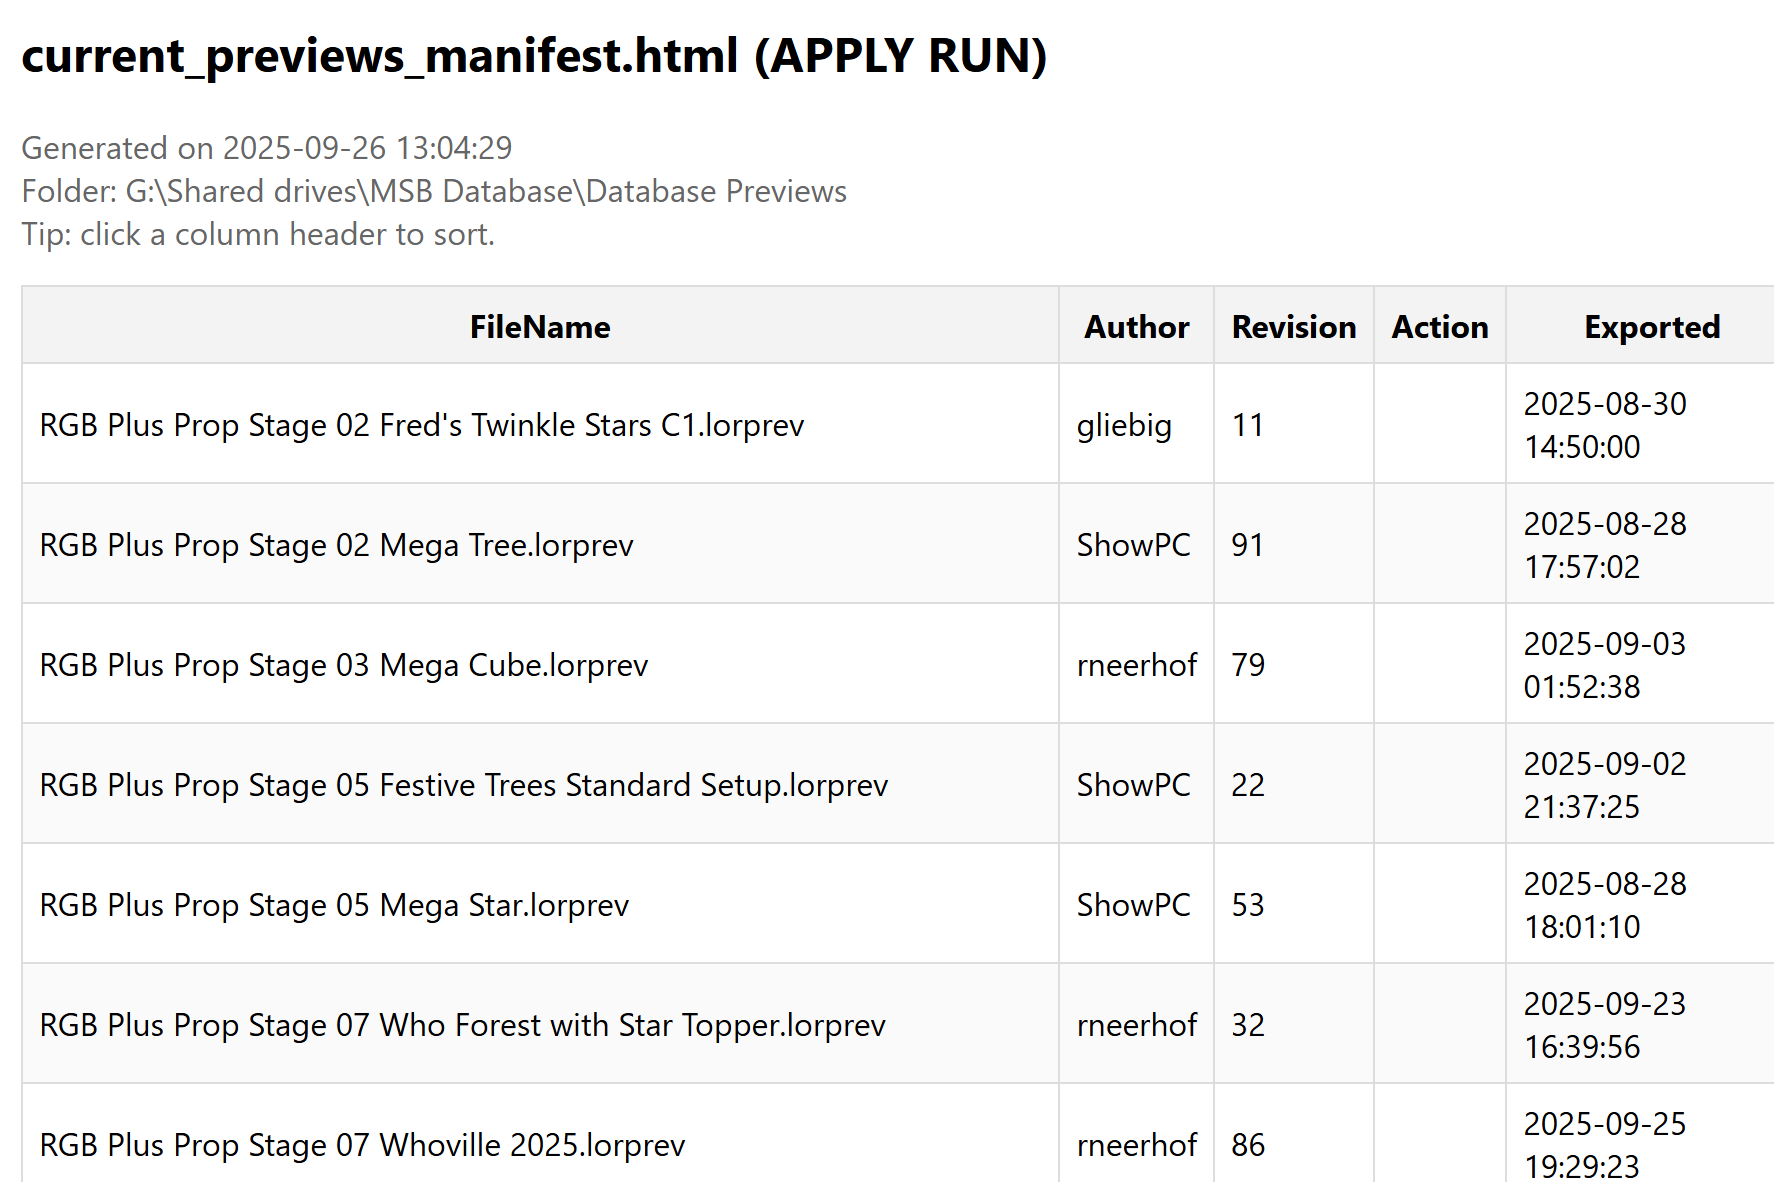 current_previews_manifest.html (APPLY RUN)
Generated on 2025-09-26 13:04:29
Folder: G:\Shared drives\MSB Database\Database Previews
Tip: click a column header to sort.
FileName Author Revision Action Exported
RGB Plus Prop Stage 02 Fred's Twinkle Stars C1.lorprev gliebig 11 2025-08-30
14:50:00
RGB Plus Prop Stage 02 Mega Tree.lorprev ShowPC 91 2025-08-28
17:57:02
RGB Plus Prop Stage 03 Mega Cube.lorprev rneerhof 79 2025-09-03
01:52:38
RGB Plus Prop Stage 05 Festive Trees Standard Setup.lorprev ShowPC 22 2025-09-02
21:37:25
RGB Plus Prop Stage 05 Mega Star.lorprev ShowPC 53 2025-08-28
18:01:10
RGB Plus Prop Stage 07 Who Forest with Star Topper.lorprev rneerhof 32 2025-09-23
16:39:56
RGB Plus Prop Stage 07 Whoville 2025.lorprev rneerhof 86 2025-09-25
19:29:23